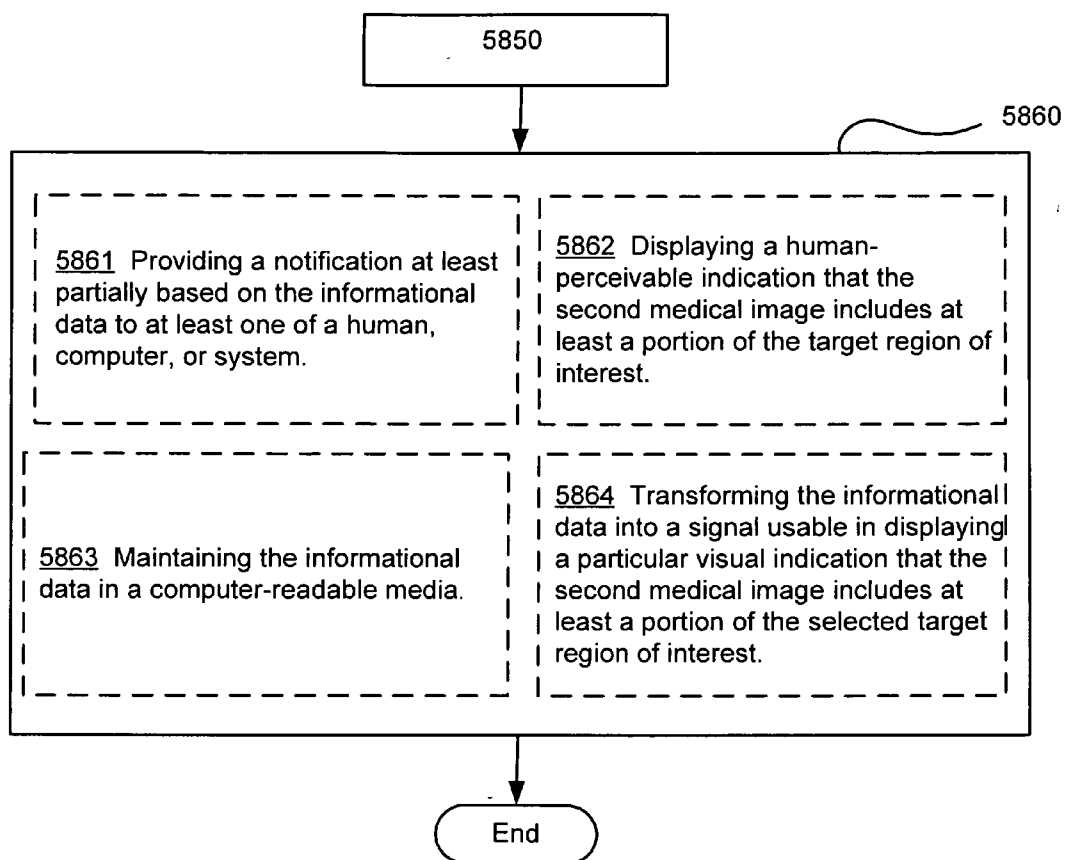 5850
5860
5861 Providing a notification at least
partially based on the informational
data to at least one of a human,
computer, or system.
5862 Displaying a human-
perceivable indication that the
second medical image includes at
least a portion of the target region of
interest.
5863 Maintaining the informational
data in a computer-readable media.
5864 Transforming the informational
data into a signal usable in displaying
a particular visual indication that the
second medical image includes at
least a portion of the selected target
region of interest.
End